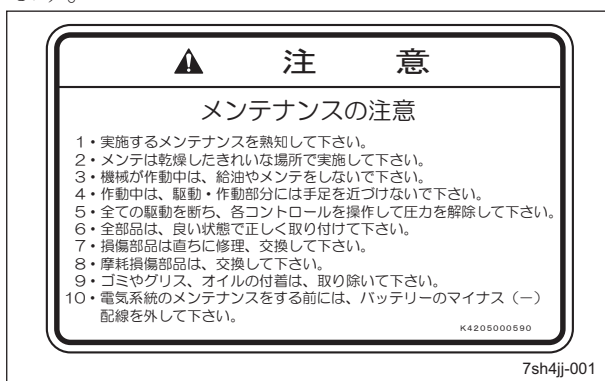 注　意
メンテナンスの注意
1・実施するメンテナンスを熟知して下さい。
2・メンテは乾燥したきれいな場所で実施して下さい。
3・機械が作動中は、給油やメンテをしないで下さい。
4・作動中は、駆動・作動部分には手足を近づけないで下さい。
5・全ての駆動を断ち、各コントロールを操作して圧力を解除して下さい。
6・全部品は、良い状態で正しく取り付けて下さい。
7・損傷部品は直ちに修理、交換して下さい。
8・摩耗損傷部品は、交換して下さい。
9・ゴミやグリス、オイルの付着は、取り除いて下さい。
10・電気系統のメンテナンスをする前には、バッテリーのマイナス（－）
配線を外して下さい。
K4205000590
7sh4jj-001